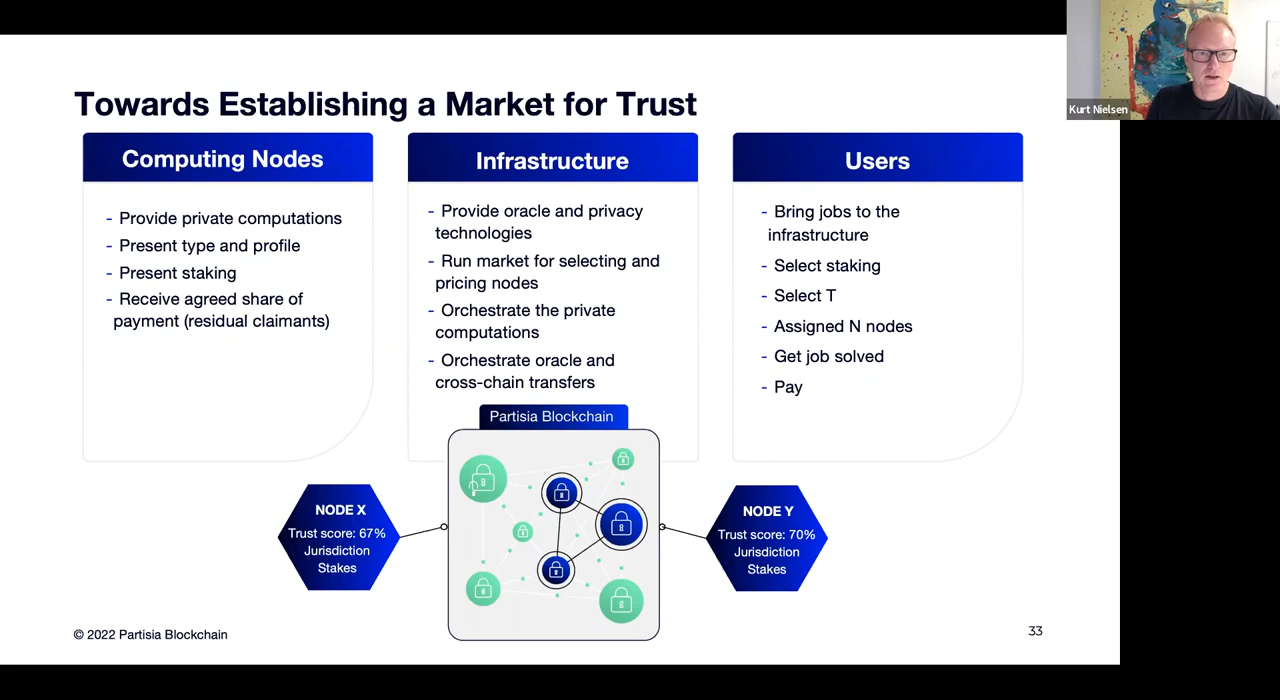 Kurt Nielsen
Towards Establishing a Market for Trust
Computing Nodes
- Provide private computations
- Present type and profile
- Present staking
- Receive agreed share of
payment (residual claimants)
Infrastructure
- Provide oracle and privacy
technologies
- Run market for selecting and
pricing nodes
- Orchestrate the private
computations
- Orchestrate oracle and
cross-chain transfers
Users
- Bring jobs to the
infrastructure
- Select staking
- Select T
- Assigned N nodes
- Get job solved
- Pay
Partisia Blockchain
NODE X
Trust score: 67%
Jurisdiction
Stakes
NODE Y
Trust score: 70%
Jurisdiction
Stakes
© 2022 Partisia Blockchain
33